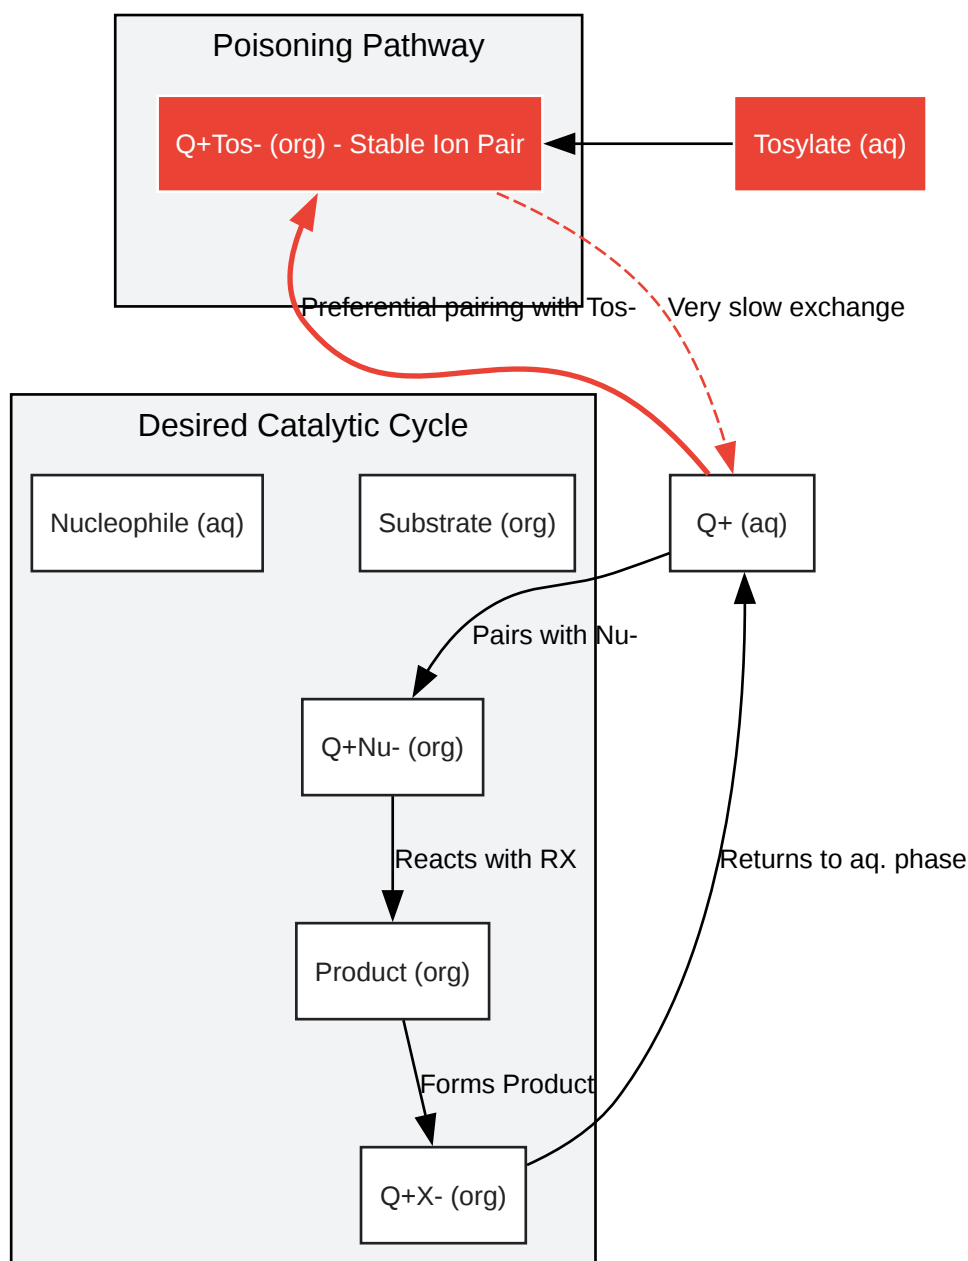 Poisoning Pathway
Q+Tos- (org) - Stable Ion Pair
Tosylate (aq)
Preferential pairing with Tos-
Very slow exchange
Desired Catalytic Cycle
Nucleophile (aq)
Substrate (org)
Q+ (aq)
Pairs with Nu-
Q+Nu- (org)
Reacts with RX
Returns to aq. phase
Product (org)
Forms Product
Q+X- (org)